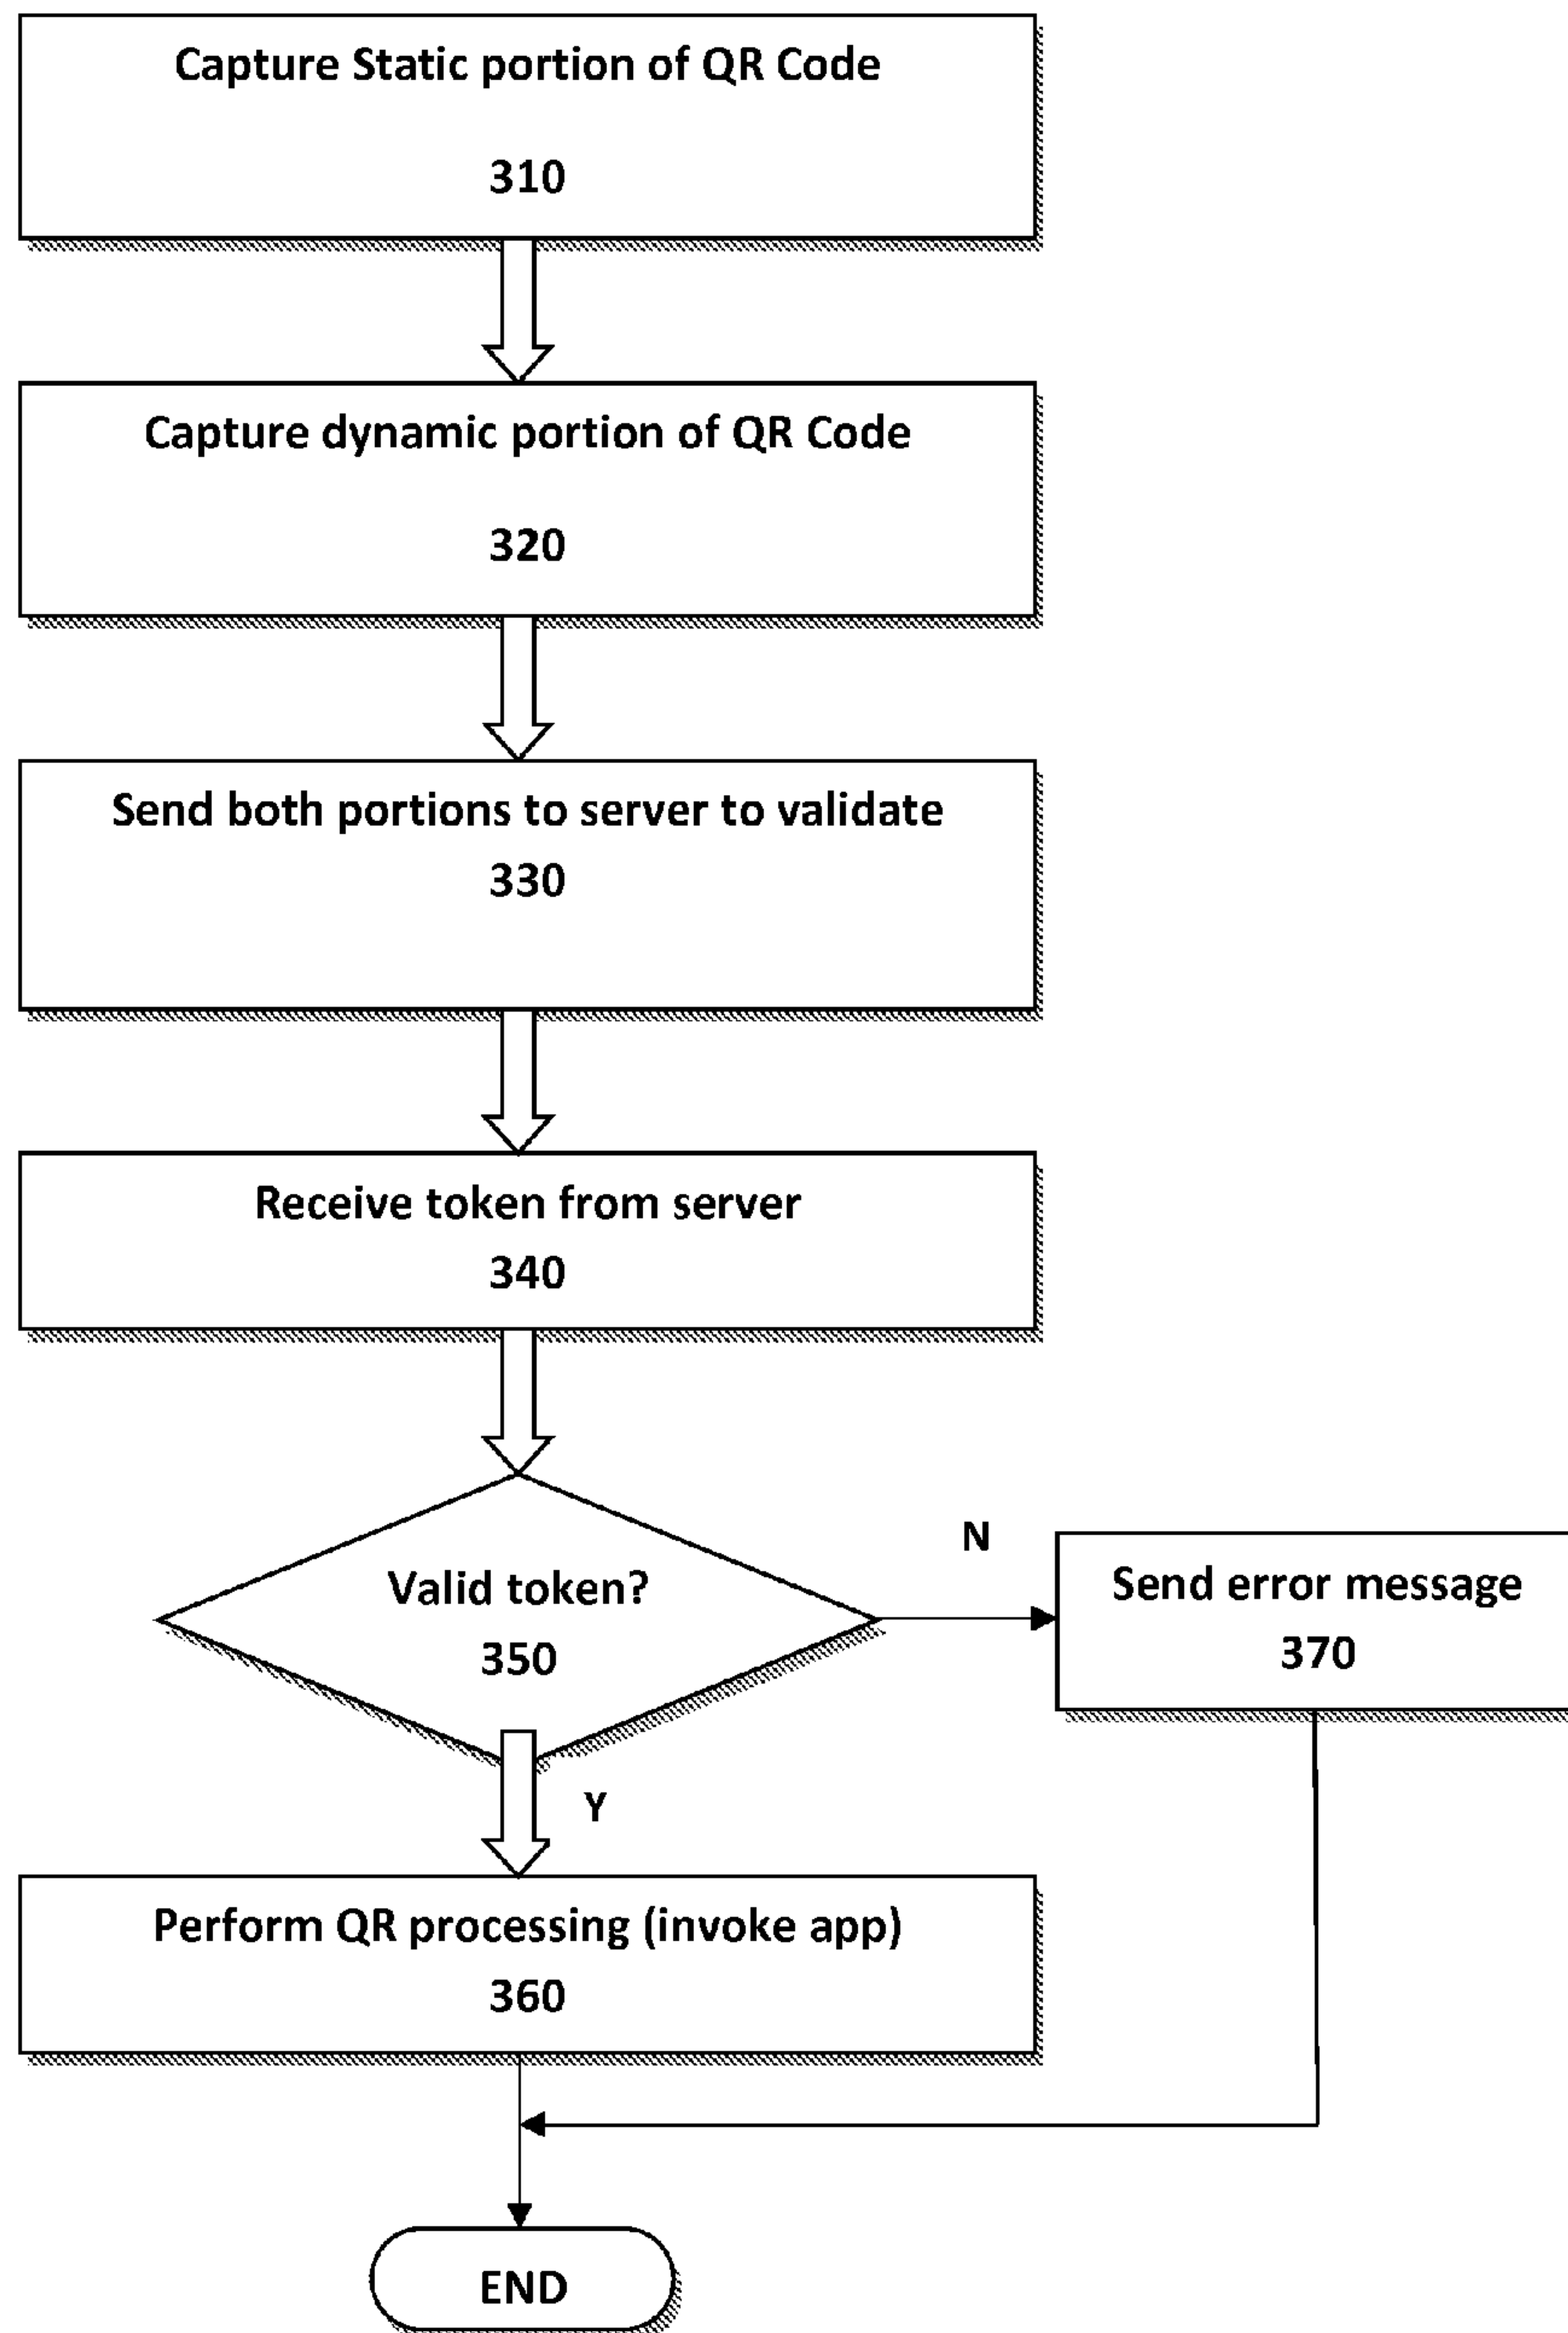 Capture Static portion of QR Code
310
Capture dynamic portion of QR Code
320
Send both portions to server to validate
330
Receive token from server
340
Valid token?
350
N
Send error message
370
Y
Perform QR processing (invoke app)
360
END